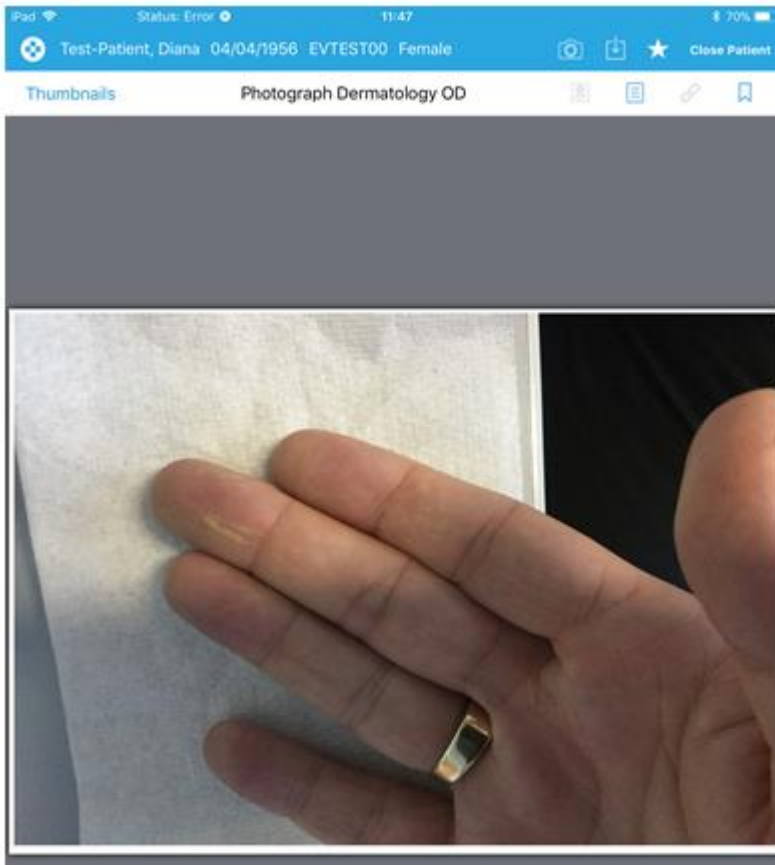 iPad Status: Error 11:47 70%
Test-Patient, Diana 04/04/1956 EVTEST00 Female Close Patient
Thumbnails Photograph Dermatology OD